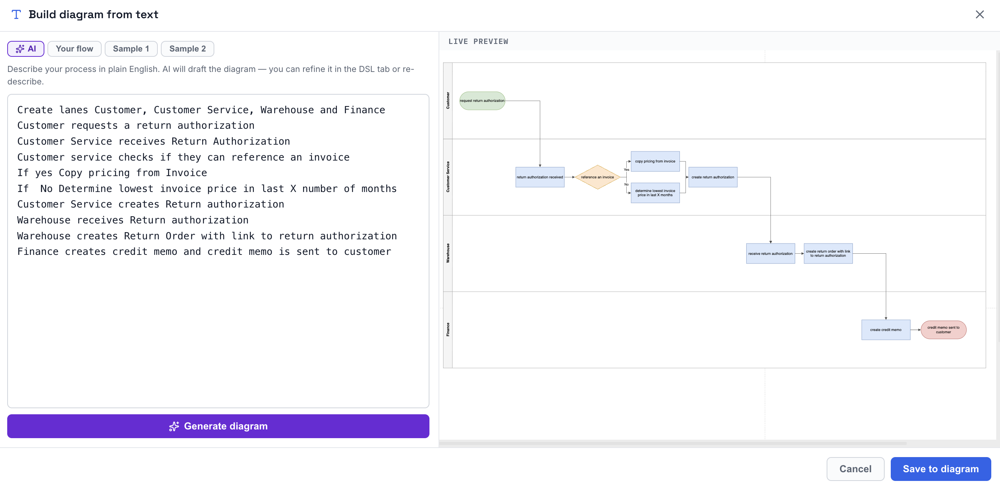 Build diagram from text
AI
Your flow
Sample 1
Sample 2
Describe your process in plain English. AI will draft the diagram — you can refine it in the DSL tab or re-
describe.
Create lanes Customer, Customer Service, Warehouse and Finance
Customer requests a return authorization
Customer Service receives Return Authorization
Customer service checks if they can reference an invoice
If yes Copy pricing from Invoice
If  No Determine lowest invoice price in last X number of months
Customer Service creates Return authorization
Warehouse receives Return authorization
Warehouse creates Return Order with link to return authorization
Finance creates credit memo and credit memo is sent to customer
Generate diagram
LIVE PREVIEW
Customer
request return authorization
Customer Service
return authorization received
reference an invoice
Yes
No
copy pricing from invoice
determine lowest invoice
price in last X months
create return authorization
Warehouse
receive return authorization
create return order with link
to return authorization
Finance
create credit memo
credit memo sent to
customer
Cancel
Save to diagram